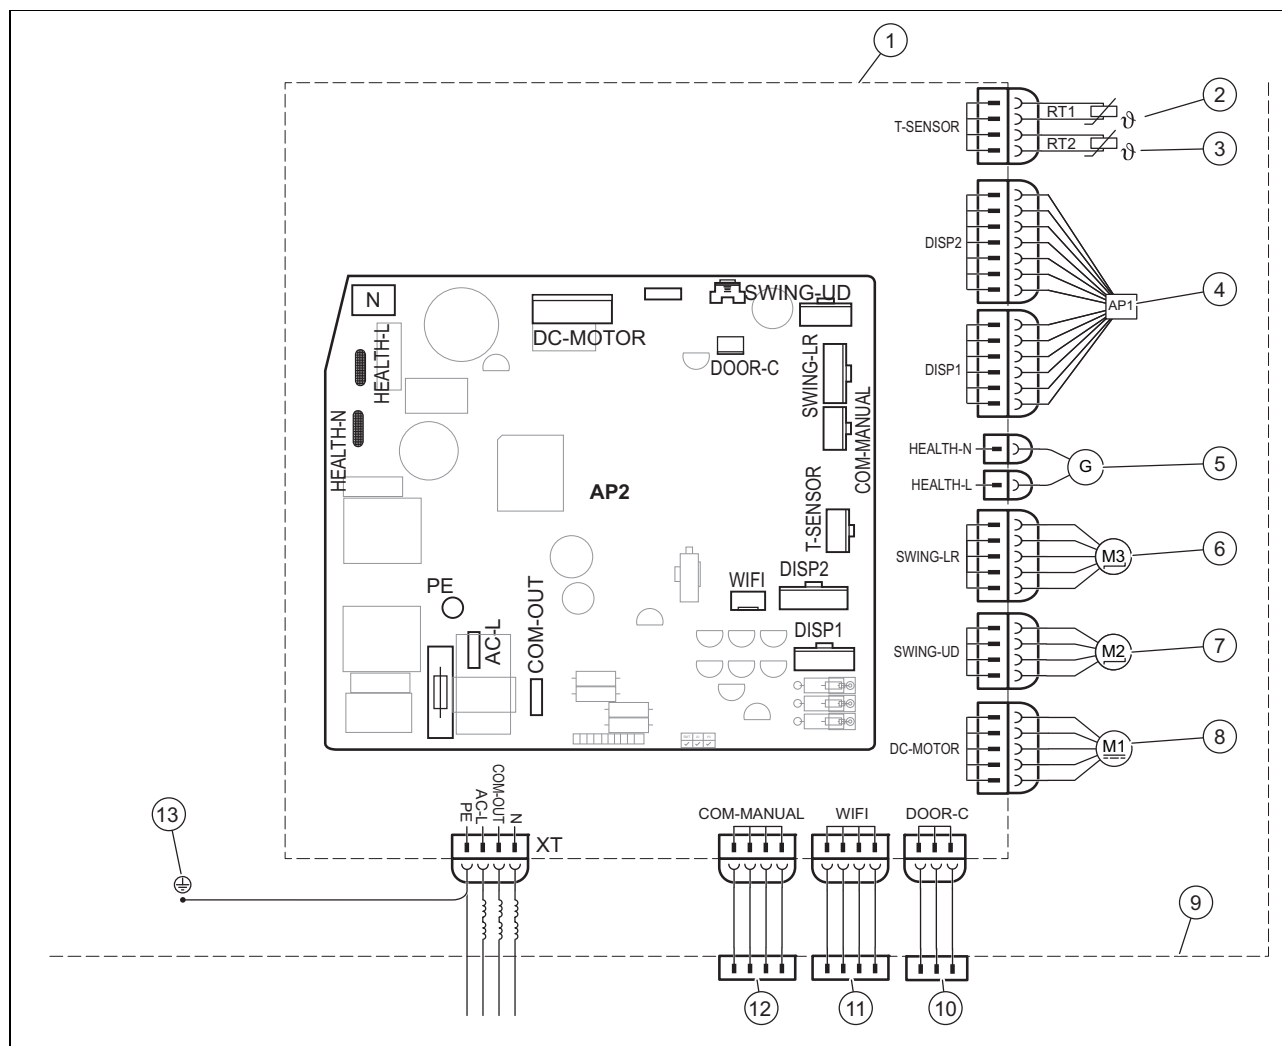 1
2
T-SENSOR
RT1
ϑ
RT2
ϑ
3
DISP2
AP1
4
DISP1
HEALTH-N
HEALTH-L
G
5
SWING-LR
M3
6
SWING-UD
M2
7
DC-MOTOR
M1
8
N
SWING-UD
DC-MOTOR
DOOR-C
HEALTH-L
HEALTH-N
SWING-LR
COM-MANUAL
AP2
T-SENSOR
WIFI
DISP2
DISP1
PE
AC-L
COM-OUT
PE
AC-L
COM-OUT
N
XT
COM-MANUAL
WIFI
DOOR-C
13
9
12
11
10